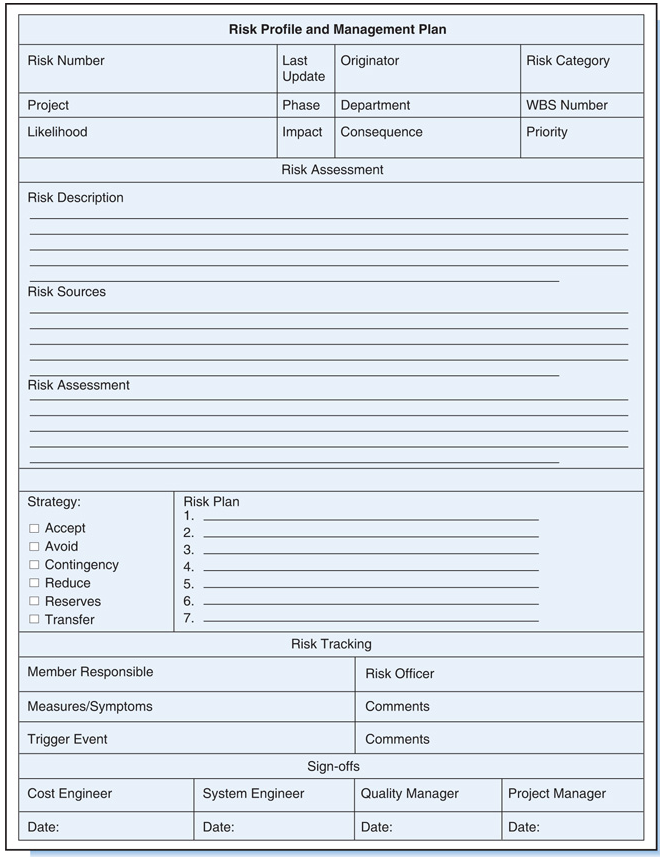 Risk Profile and Management Plan
Risk Number
Last
Update
Originator
Risk Category
Project
Phase
Department
WBS Number
Likelihood
Impact
Consequence
Priority
Risk Assessment
Risk Description
Risk Sources
Risk Assessment
Strategy:
Accept
Avoid
Contingency
Reduce
Reserves
Transfer
Risk Plan
1.
2.
3.
4.
5.
6.
7.
Risk Tracking
Member Responsible
Risk Officer
Measures/Symptoms
Comments
Trigger Event
Comments
Sign-offs
Cost Engineer
System Engineer
Quality Manager
Project Manager
Date:
Date:
Date:
Date: